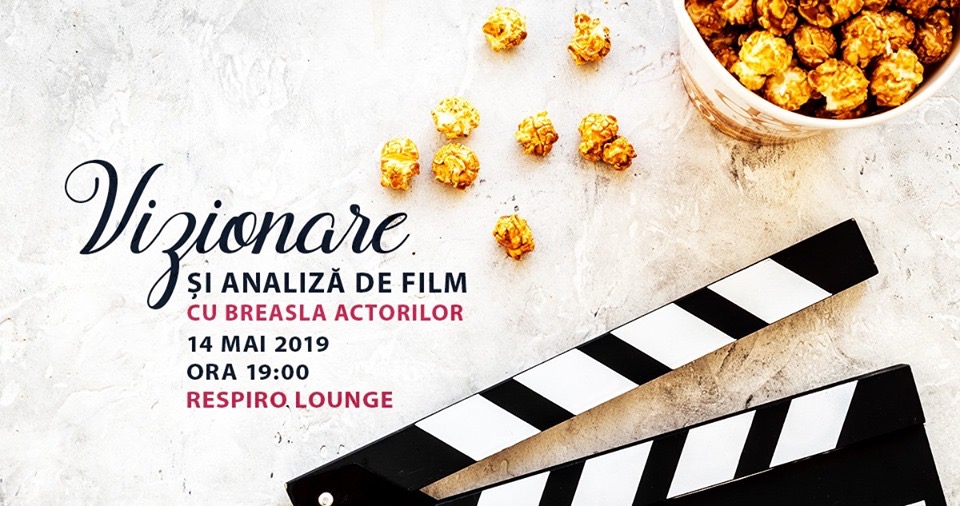 Vizionare
ȘI ANALIZĂ DE FILM
CU BREASLA ACTORILOR
14 MAI 2019
ORA 19:00
RESPIRO LOUNGE